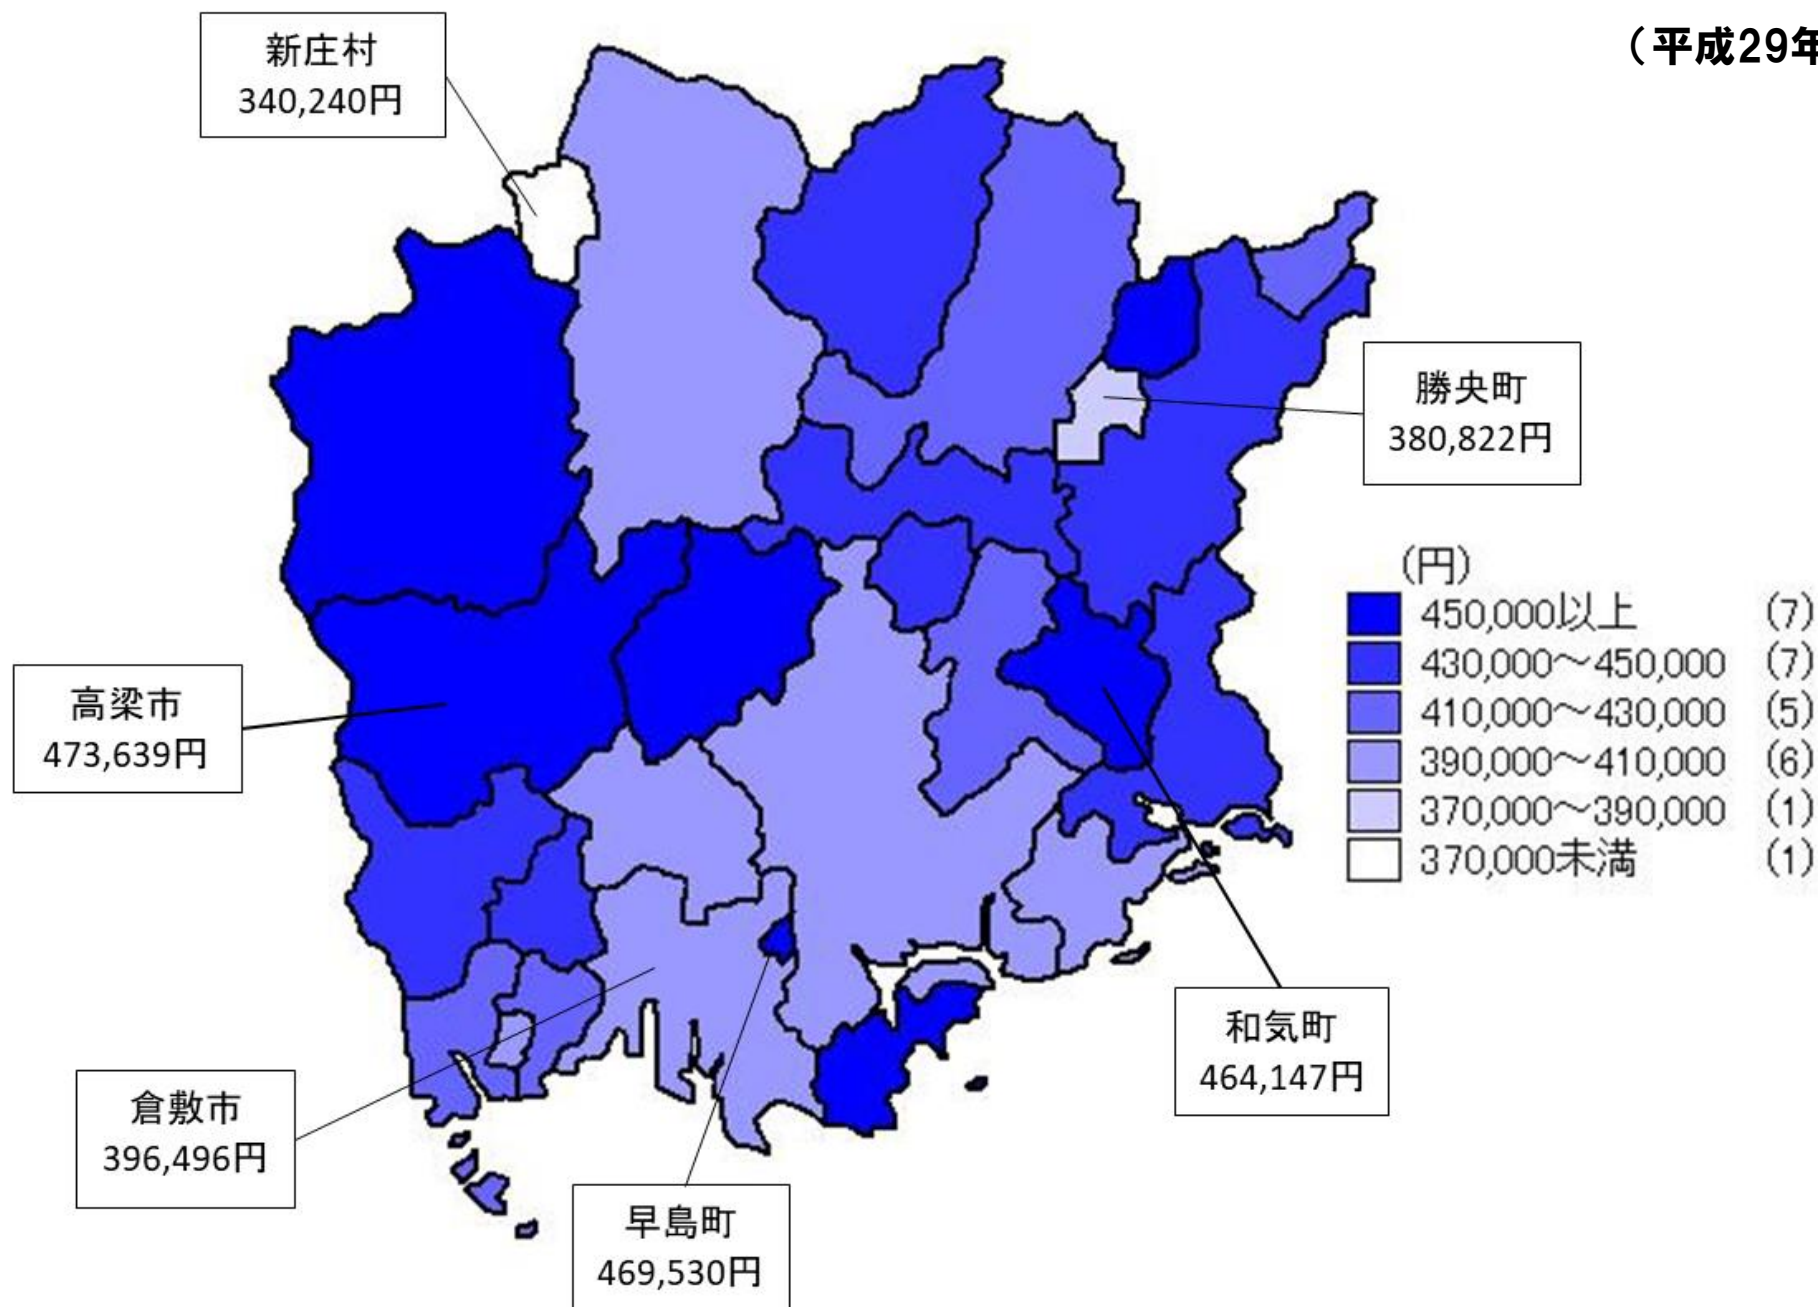 (平成29年
新庄村
340,240円
勝央町
380,822円
(円)
450,000以上 (7)
430,000～450,000 (7)
410,000～430,000 (5)
390,000～410,000 (6)
370,000～390,000 (1)
370,000未満 (1)
高梁市
473,639円
和気町
464,147円
倉敷市
396,496円
早島町
469,530円